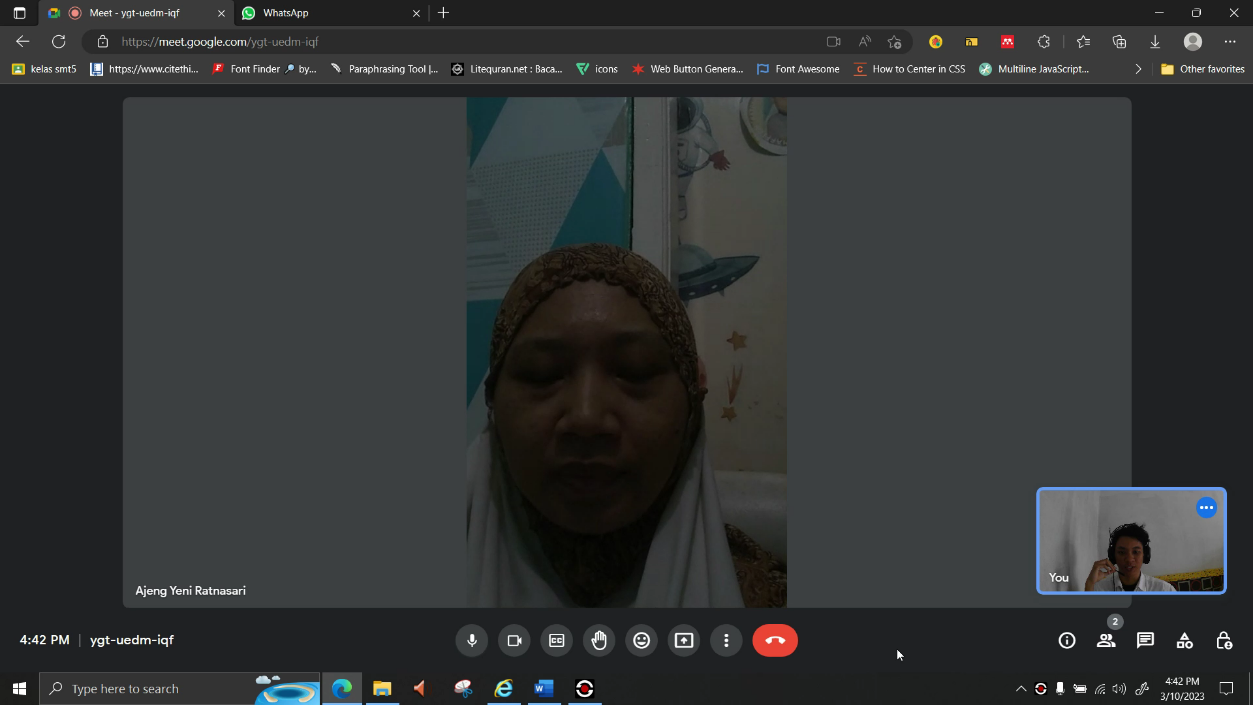 Meet - ygt-uedm-iqf
WhatsApp
https://meet.google.com/ygt-uedm-iqf
kelas smt5
https://www.citethi...
Font Finder 🔎 by...
Paraphrasing Tool |...
Litequran.net : Baca...
icons
Web Button Genera...
Font Awesome
How to Center in CSS
Multiline JavaScript...
Other favorites
You
Ajeng Yeni Ratnasari
4:42 PM | ygt-uedm-iqf
2
Type here to search
4:42 PM
3/10/2023